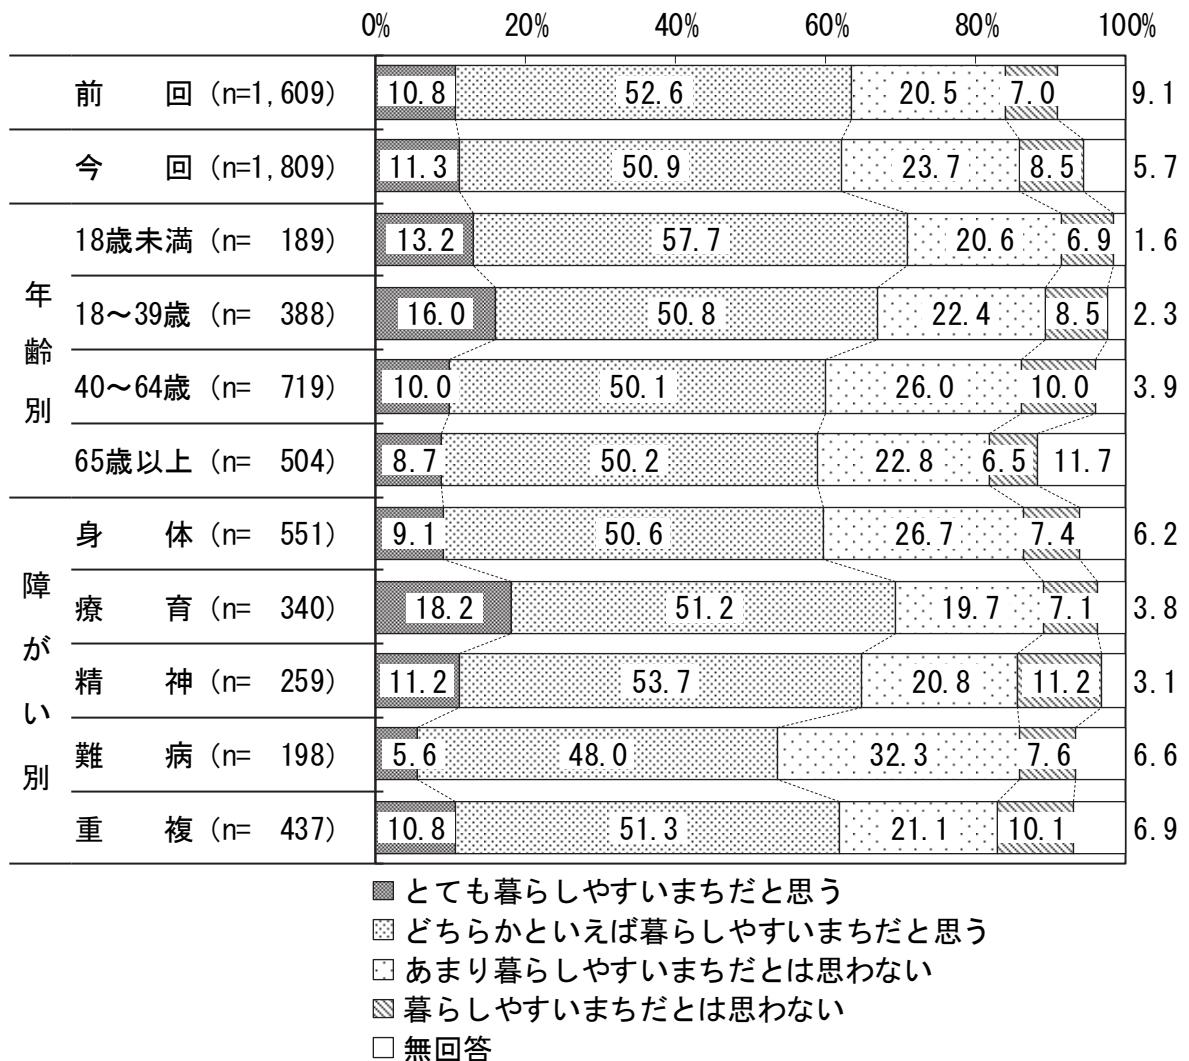 0% 20% 40% 60% 80% 100%
前 回 (n=1,609) 10.8 52.6 20.5 7.0 9.1
今 回 (n=1,809) 11.3 50.9 23.7 8.5 5.7
年齢別
18歳未満 (n= 189) 13.2 57.7 20.6 6.9 1.6
18～39歳 (n= 388) 16.0 50.8 22.4 8.5 2.3
40～64歳 (n= 719) 10.0 50.1 26.0 10.0 3.9
65歳以上 (n= 504) 8.7 50.2 22.8 6.5 11.7
障がい別
身 体 (n= 551) 9.1 50.6 26.7 7.4 6.2
療 育 (n= 340) 18.2 51.2 19.7 7.1 3.8
精 神 (n= 259) 11.2 53.7 20.8 11.2 3.1
難 病 (n= 198) 5.6 48.0 32.3 7.6 6.6
重 複 (n= 437) 10.8 51.3 21.1 10.1 6.9
とても暮らしやすいまちだと思う
どちらかといえば暮らしやすいまちだと思う
あまり暮らしやすいまちだとは思わない
暮らしやすいまちだとは思わない
無回答